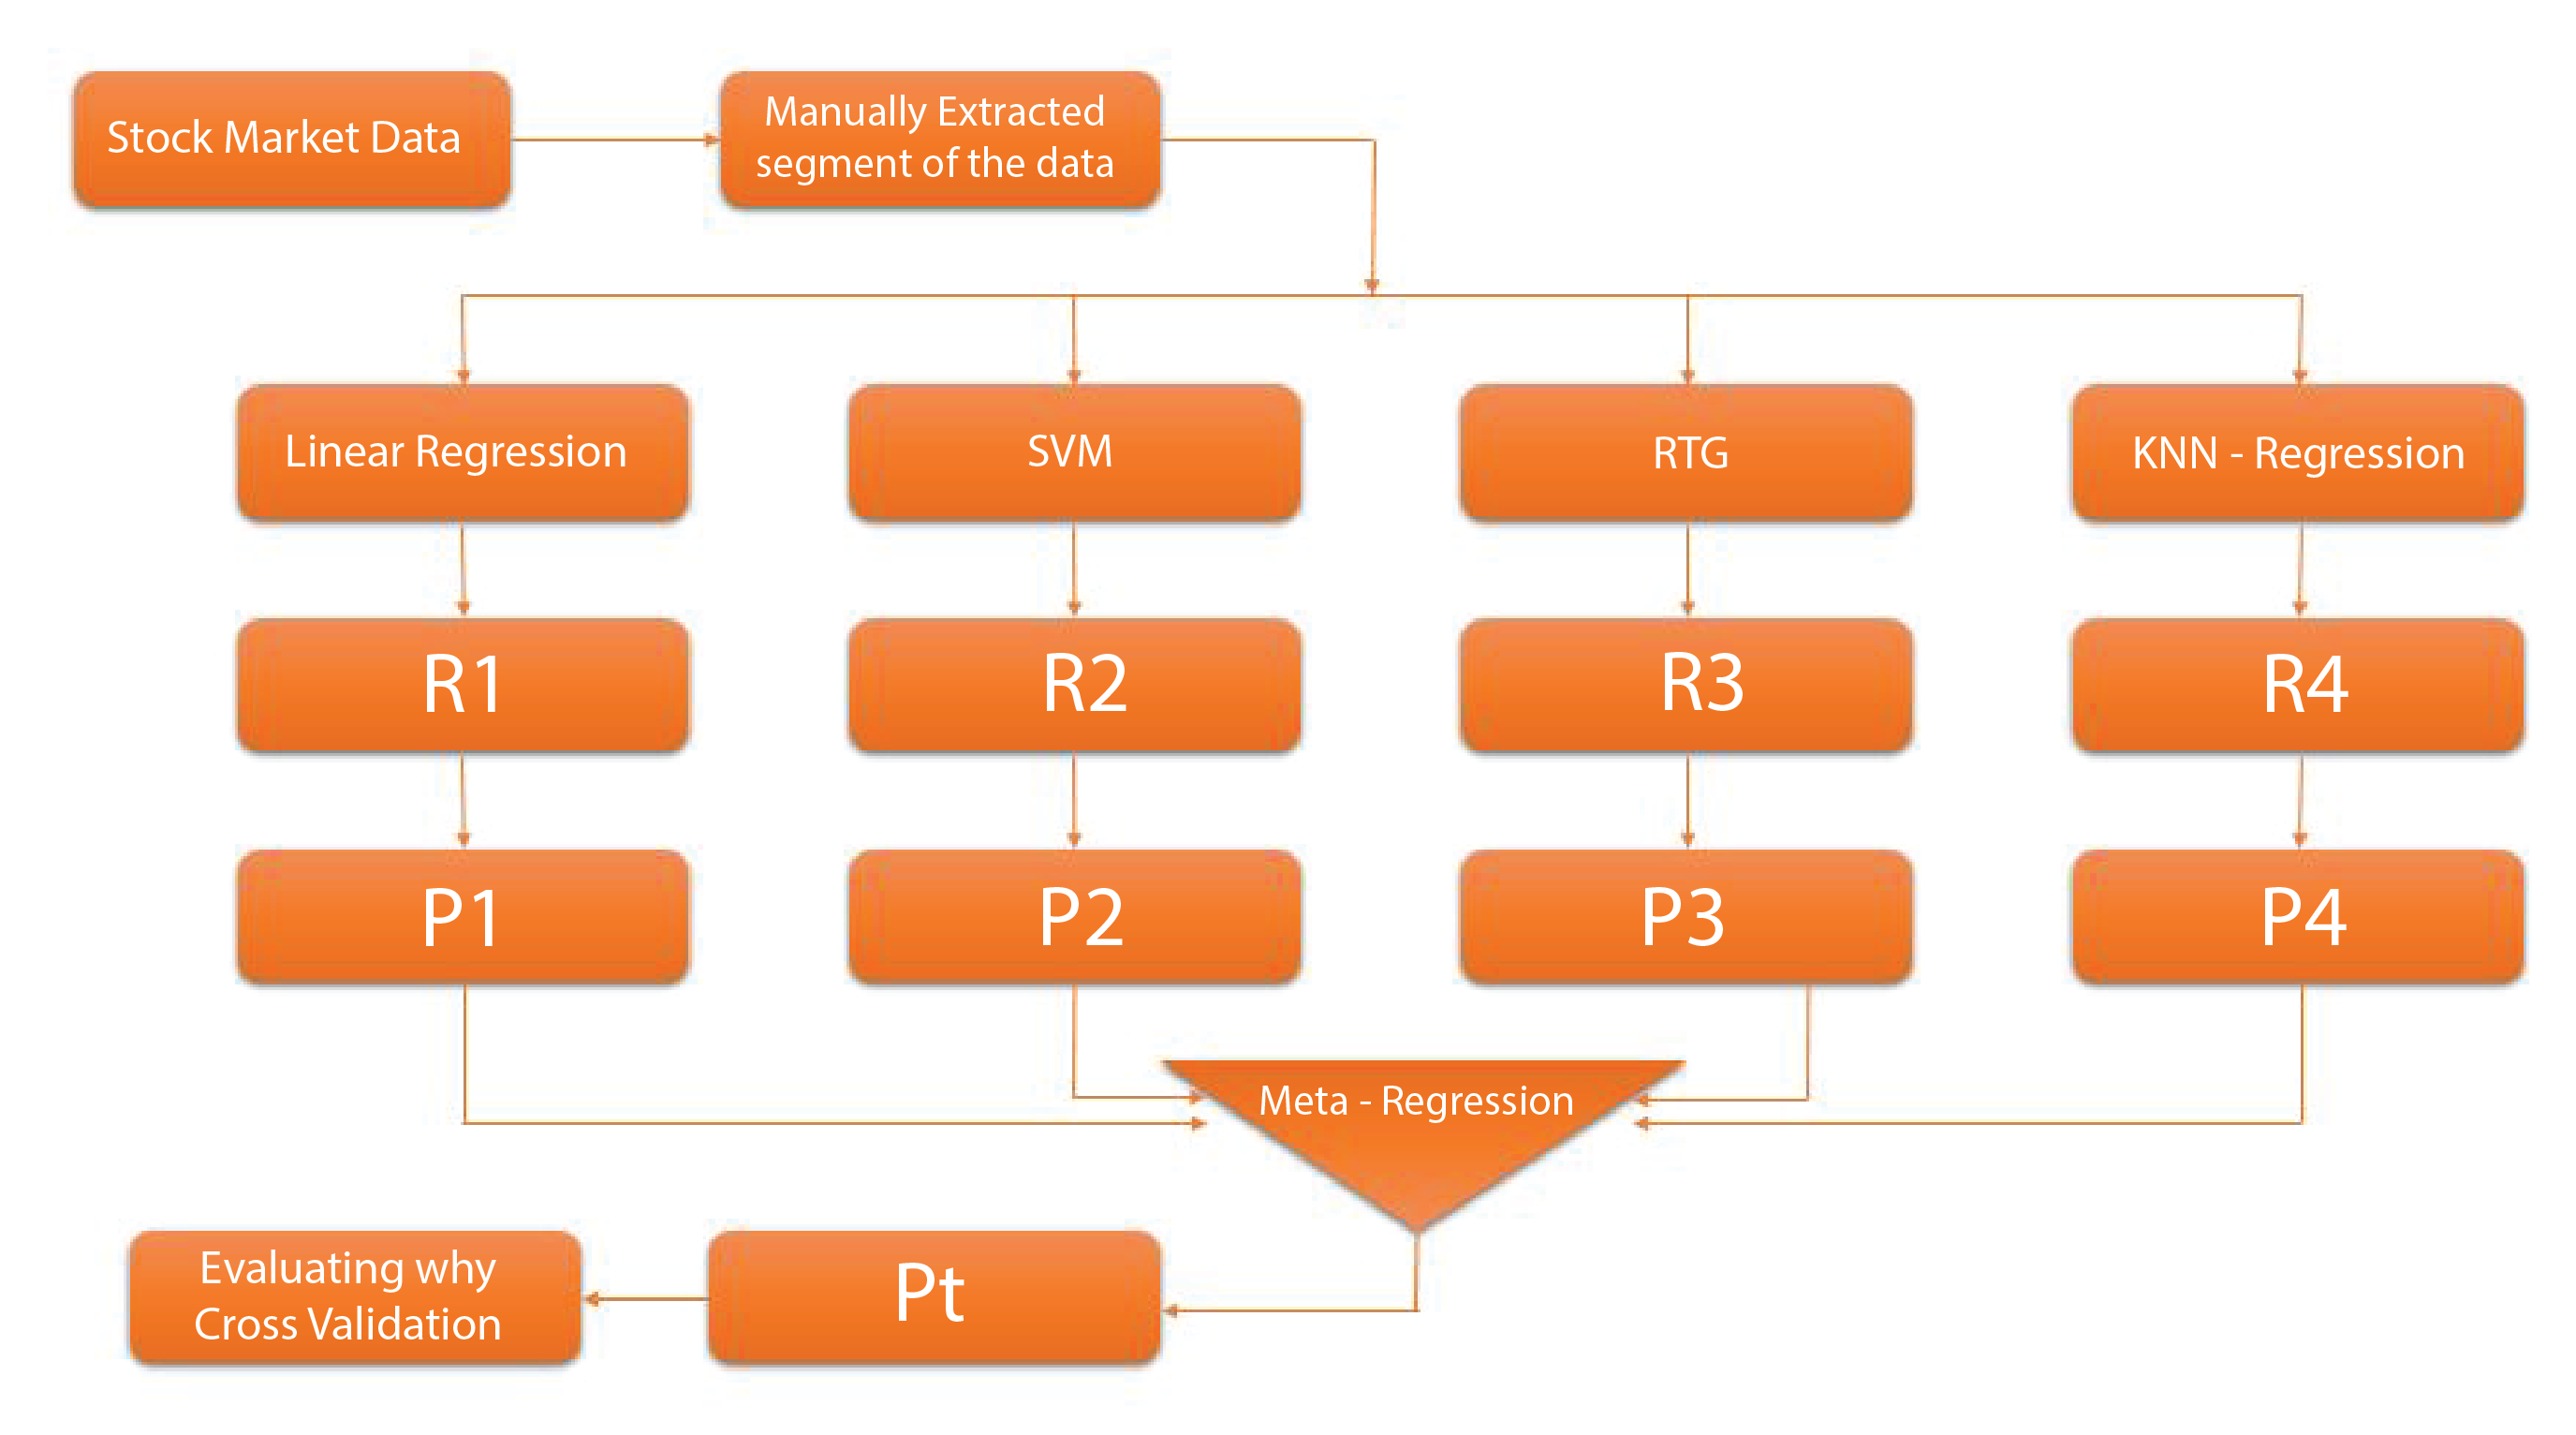 Stock Market Data
Manually Extracted
segment of the data
Linear Regression
SVM
RTG
KNN - Regression
R1
R2
R3
R4
P1
P2
P3
P4
Meta - Regression
Evaluating why
Cross Validation
Pt